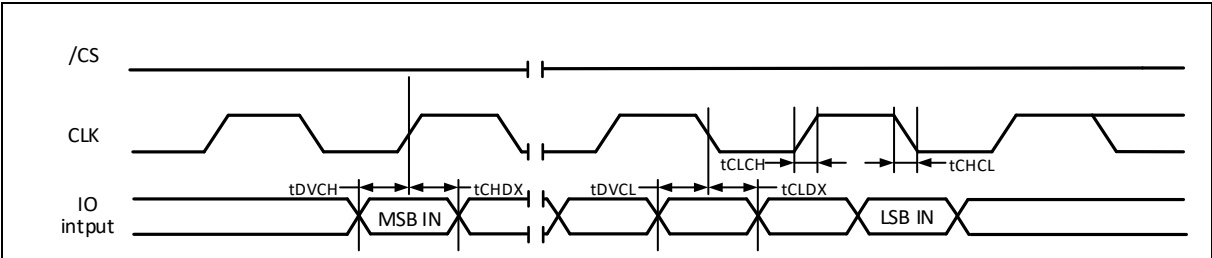 /CS
CLK
tCLCH
tCHCL
tDVCH
tCHDX
tDVCL
tCLDX
IO
intput
MSB IN
LSB IN